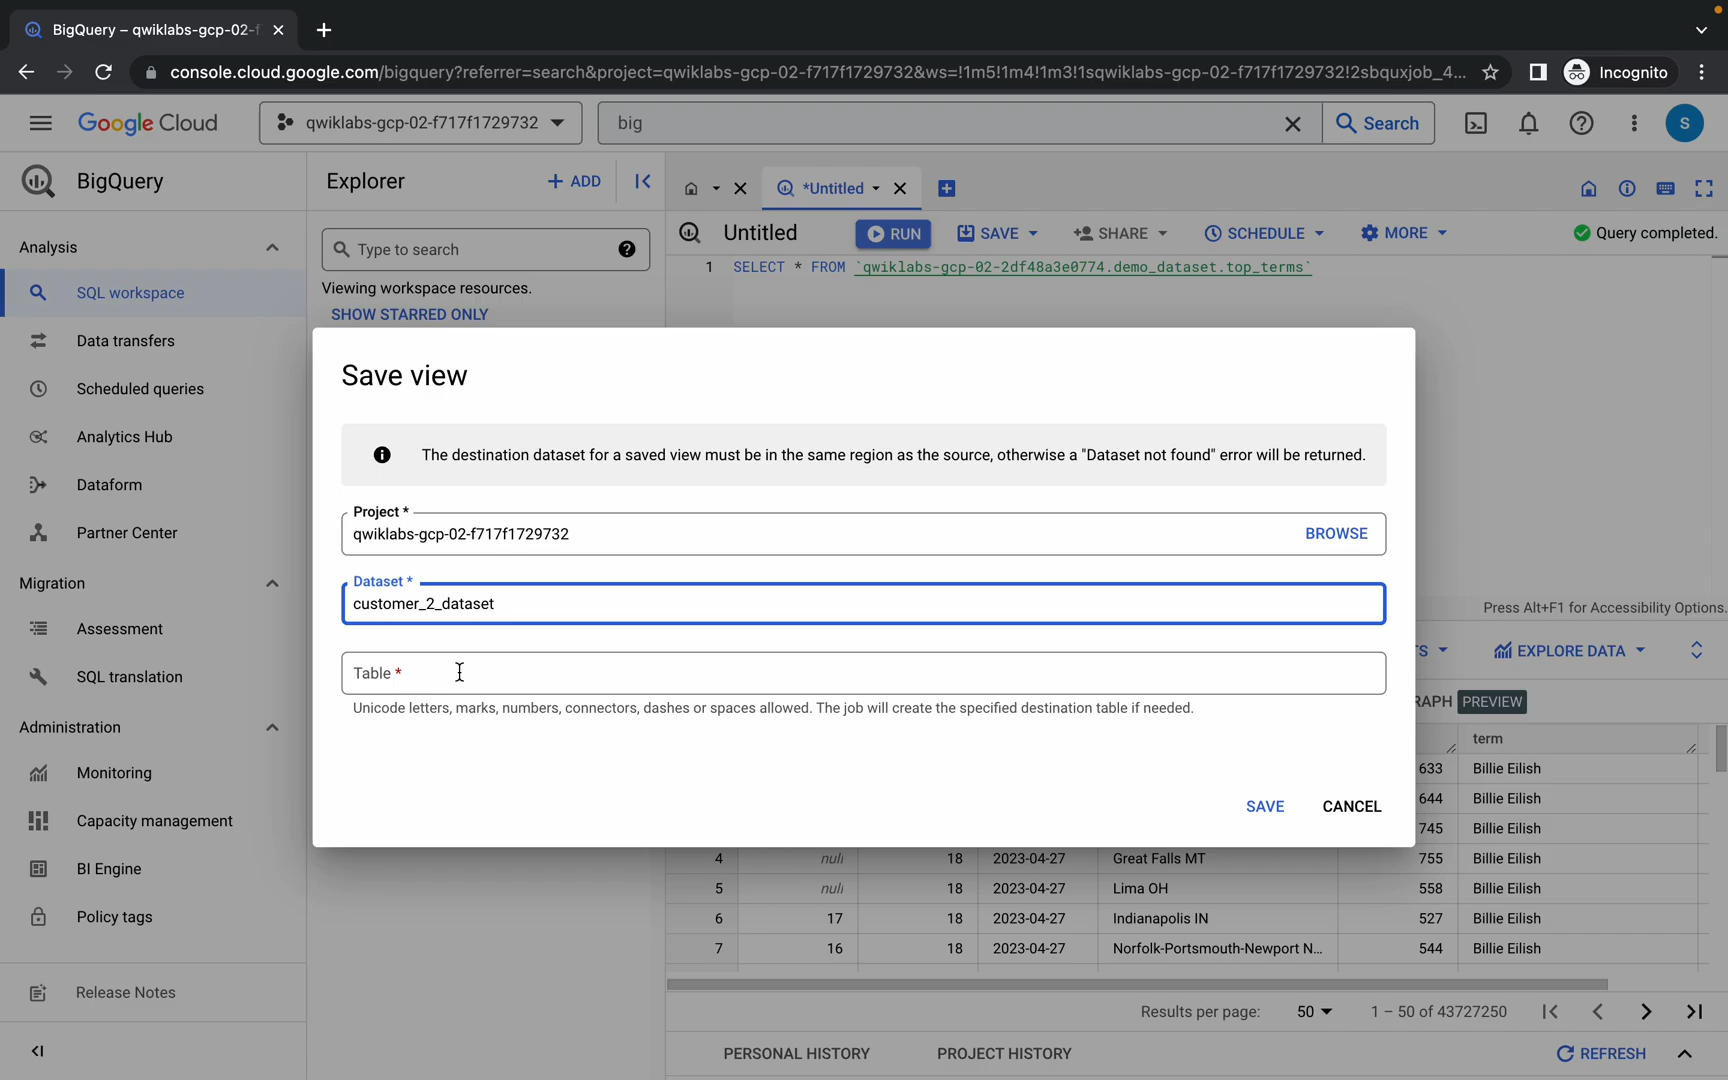 BigQuery – qwiklabs-gcp-02-f
console.cloud.google.com/bigquery?referrer=search&project=qwiklabs-gcp-02-f717f1729732&ws=!1m5!1m4!1m3!1sqwiklabs-gcp-02-f717f1729732!2sbquxjob_4...
Incognito
Google Cloud
qwiklabs-gcp-02-f717f1729732
big
Search
S
BigQuery
Explorer
+ ADD
*Untitled
Analysis
Type to search
Untitled
RUN
SAVE
SHARE
SCHEDULE
MORE
Query completed.
1 SELECT * FROM `qwiklabs-gcp-02-2df48a3e0774.demo_dataset.top_terms`
SQL workspace
Viewing workspace resources.
SHOW STARRED ONLY
Data transfers
Scheduled queries
Analytics Hub
Dataform
Partner Center
Migration
Assessment
SQL translation
Administration
Monitoring
Capacity management
BI Engine
Policy tags
Release Notes
Save view
The destination dataset for a saved view must be in the same region as the source, otherwise a "Dataset not found" error will be returned.
Project *
qwiklabs-gcp-02-f717f1729732
BROWSE
Dataset *
customer_2_dataset
Table *
Unicode letters, marks, numbers, connectors, dashes or spaces allowed. The job will create the specified destination table if needed.
SAVE
CANCEL
Press Alt+F1 for Accessibility Options.
TS
EXPLORE DATA
RAPH
PREVIEW
term
633 Billie Eilish
644 Billie Eilish
745 Billie Eilish
4 null 18 2023-04-27 Great Falls MT 755 Billie Eilish
5 null 18 2023-04-27 Lima OH 558 Billie Eilish
6 17 18 2023-04-27 Indianapolis IN 527 Billie Eilish
7 16 18 2023-04-27 Norfolk-Portsmouth-Newport N... 544 Billie Eilish
Results per page: 50 1 – 50 of 43727250
PERSONAL HISTORY
PROJECT HISTORY
REFRESH